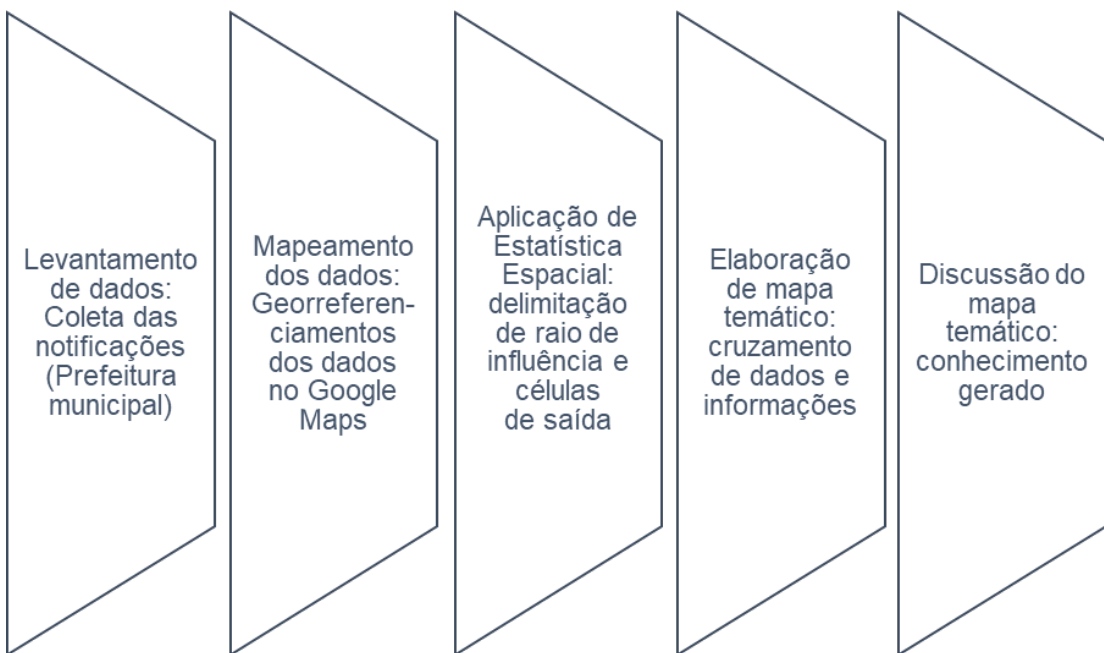 Levantamento
de dados:
Coleta das
notificações
(Prefeitura
municipal)
Mapeamento
dos dados:
Georreferen-
ciamentos
dos dados
no Google
Maps
Aplicação de
Estatística
Espacial:
delimitação
de raio de
influência e
células
de saída
Elaboração
de mapa
temático:
cruzamento
de dados e
informações
Discussão do
mapa
temático:
conhecimento
gerado